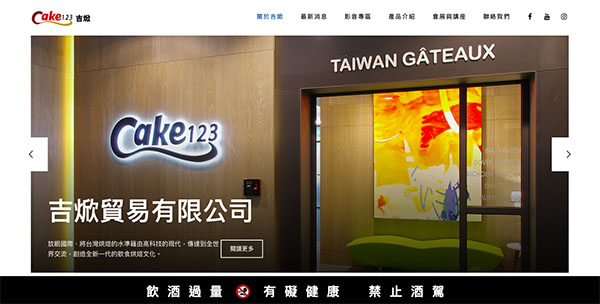 Cake123 吉焮
關於吉焮 最新消息 影音專區 產品介紹 會展與講座 聯絡我們
TAIWAN GÂTEAUX
Cake123
吉焮貿易有限公司
放眼國際、將台灣烘焙的水準藉由高科技的現代，傳達到全世
界交流，創造全新一代的飲食烘焙文化。
閱讀更多
飲酒過量 有礙健康 禁止酒駕